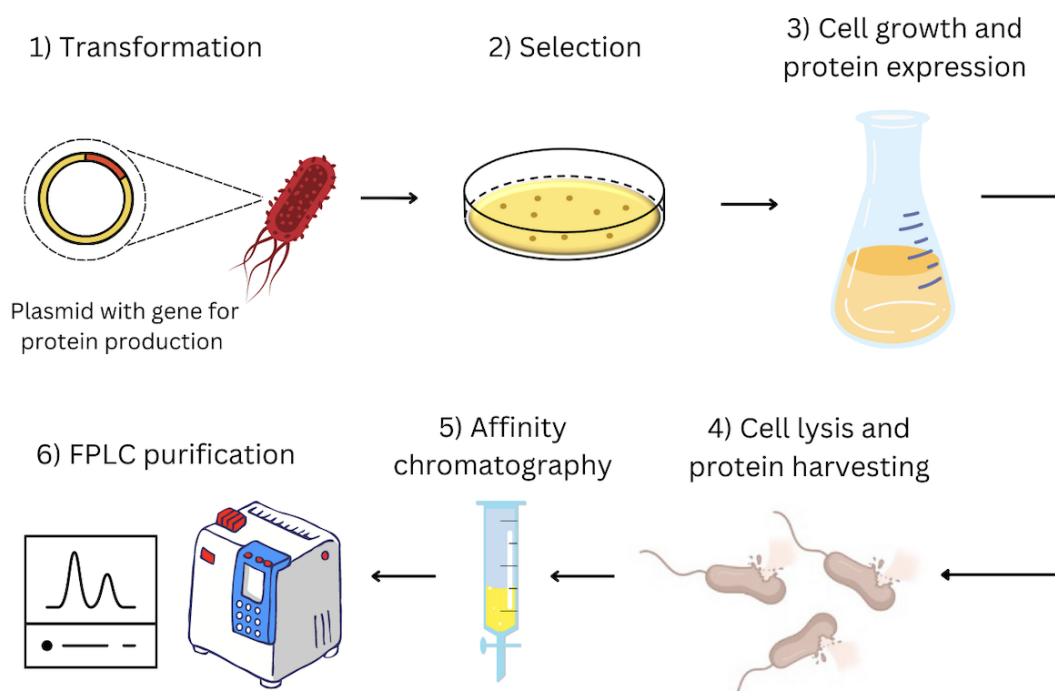 1) Transformation
2) Selection
3) Cell growth and
protein expression
Plasmid with gene for
protein production
4) Cell lysis and
protein harvesting
5) Affinity
chromatography
6) FPLC purification